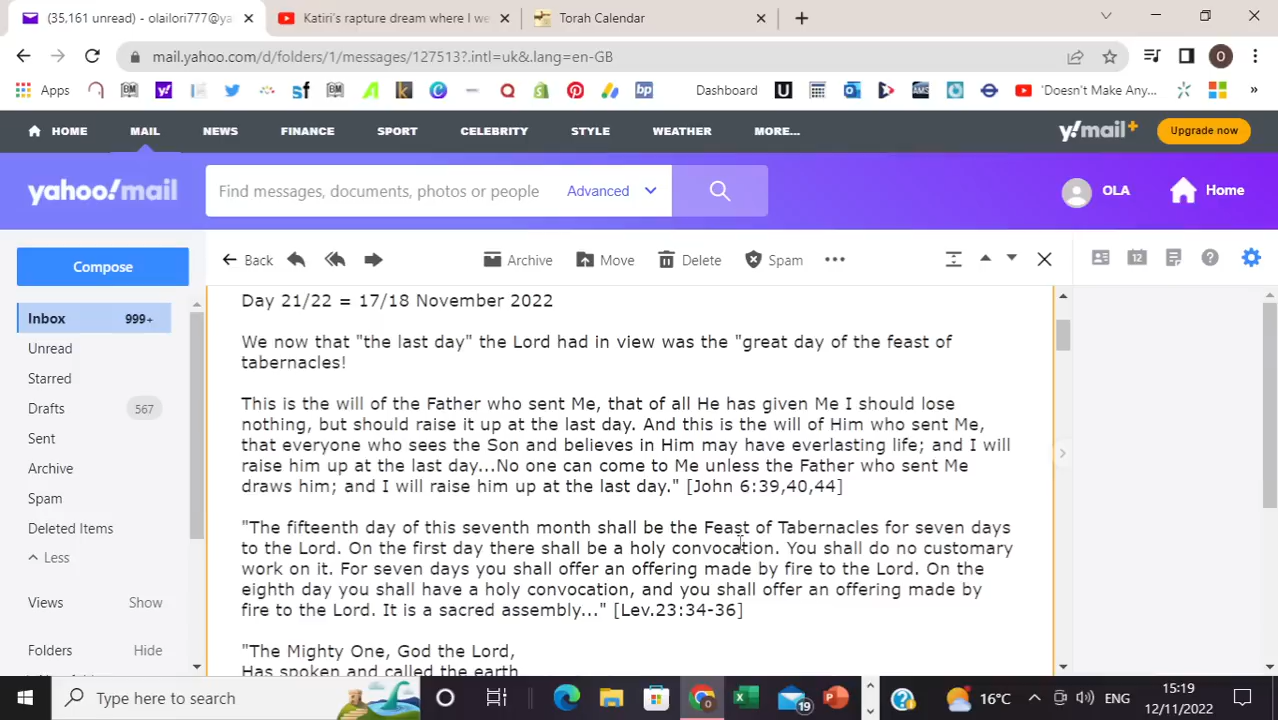 (35,161 unread) - olailori777@ya
Katiri's rapture dream where I we
Torah Calendar
mail.yahoo.com/d/folders/1/messages/127513?.intl=uk&.lang=en-GB
Apps
Dashboard
'Doesn't Make Any...
HOME MAIL NEWS FINANCE SPORT CELEBRITY STYLE WEATHER MORE...
y!mail+ Upgrade now
yahoo!mail
Find messages, documents, photos or people Advanced
OLA Home
Compose
Back Archive Move Delete Spam
12
Inbox 999+
Unread
Starred
Drafts 567
Sent
Archive
Spam
Deleted Items
Less
Views Show
Folders Hide
Day 21/22 = 17/18 November 2022
We now that "the last day" the Lord had in view was the "great day of the feast of
tabernacles!
This is the will of the Father who sent Me, that of all He has given Me I should lose
nothing, but should raise it up at the last day. And this is the will of Him who sent Me,
that everyone who sees the Son and believes in Him may have everlasting life; and I will
raise him up at the last day...No one can come to Me unless the Father who sent Me
draws him; and I will raise him up at the last day." [John 6:39,40,44]
"The fifteenth day of this seventh month shall be the Feast of Tabernacles for seven days
to the Lord. On the first day there shall be a holy convocation. You shall do no customary
work on it. For seven days you shall offer an offering made by fire to the Lord. On the
eighth day you shall have a holy convocation, and you shall offer an offering made by
fire to the Lord. It is a sacred assembly..." [Lev.23:34-36]
"The Mighty One, God the Lord,
Has spoken and called the earth
Type here to search
19
16°C
ENG
15:19
12/11/2022